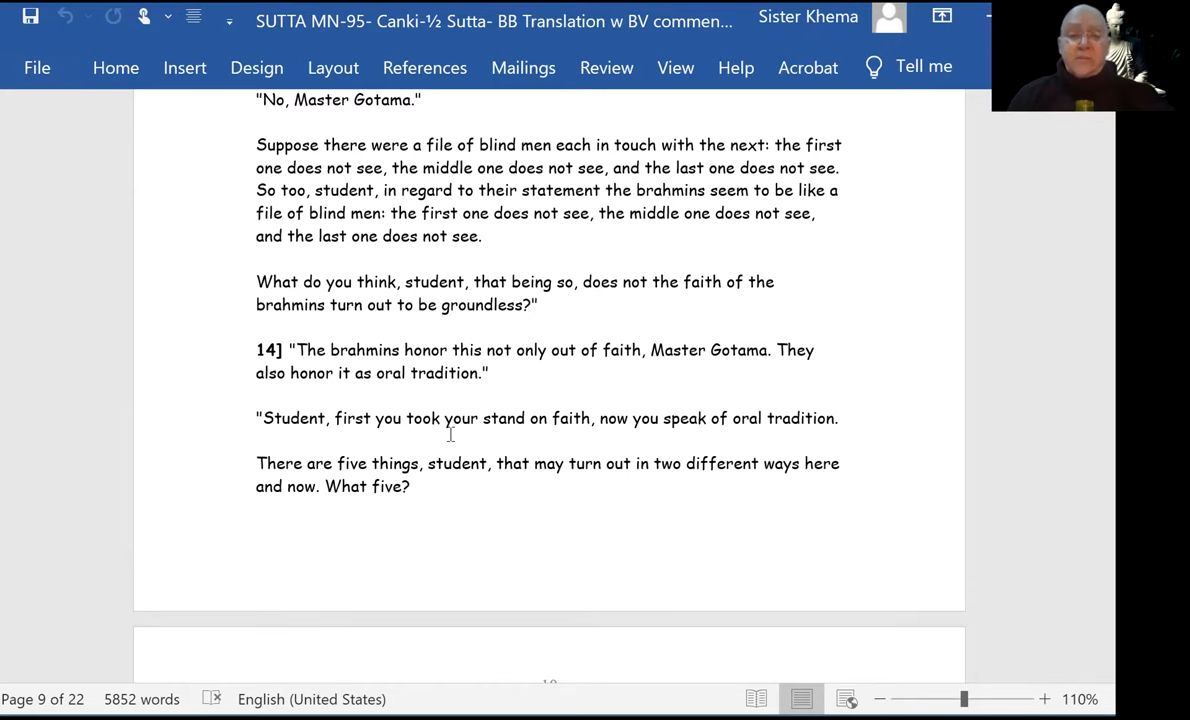 SUTTA MN-95- Canki-½ Sutta- BB Translation w BV commen...
Sister Khema
File
Home
Insert
Design
Layout
References
Mailings
Review
View
Help
Acrobat
Tell me
"No, Master Gotama."
Suppose there were a file of blind men each in touch with the next: the first
one does not see, the middle one does not see, and the last one does not see.
So too, student, in regard to their statement the brahmins seem to be like a
file of blind men: the first one does not see, the middle one does not see,
and the last one does not see.
What do you think, student, that being so, does not the faith of the
brahmins turn out to be groundless?"
14] "The brahmins honor this not only out of faith, Master Gotama. They
also honor it as oral tradition."
"Student, first you took your stand on faith, now you speak of oral tradition.
There are five things, student, that may turn out in two different ways here
and now. What five?
Page 9 of 22
5852 words
English (United States)
110%